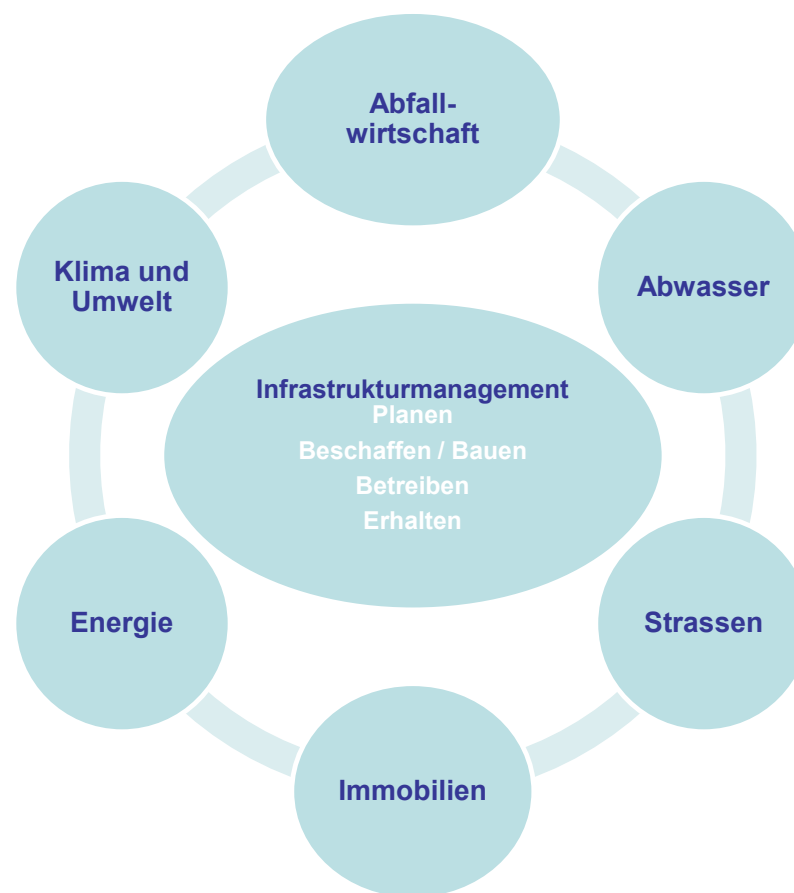 Abfall-
wirtschaft
Klima und
Umwelt
Abwasser
Infrastrukturmanagement
Planen
Beschaffen / Bauen
Betreiben
Erhalten
Energie
Strassen
Immobilien